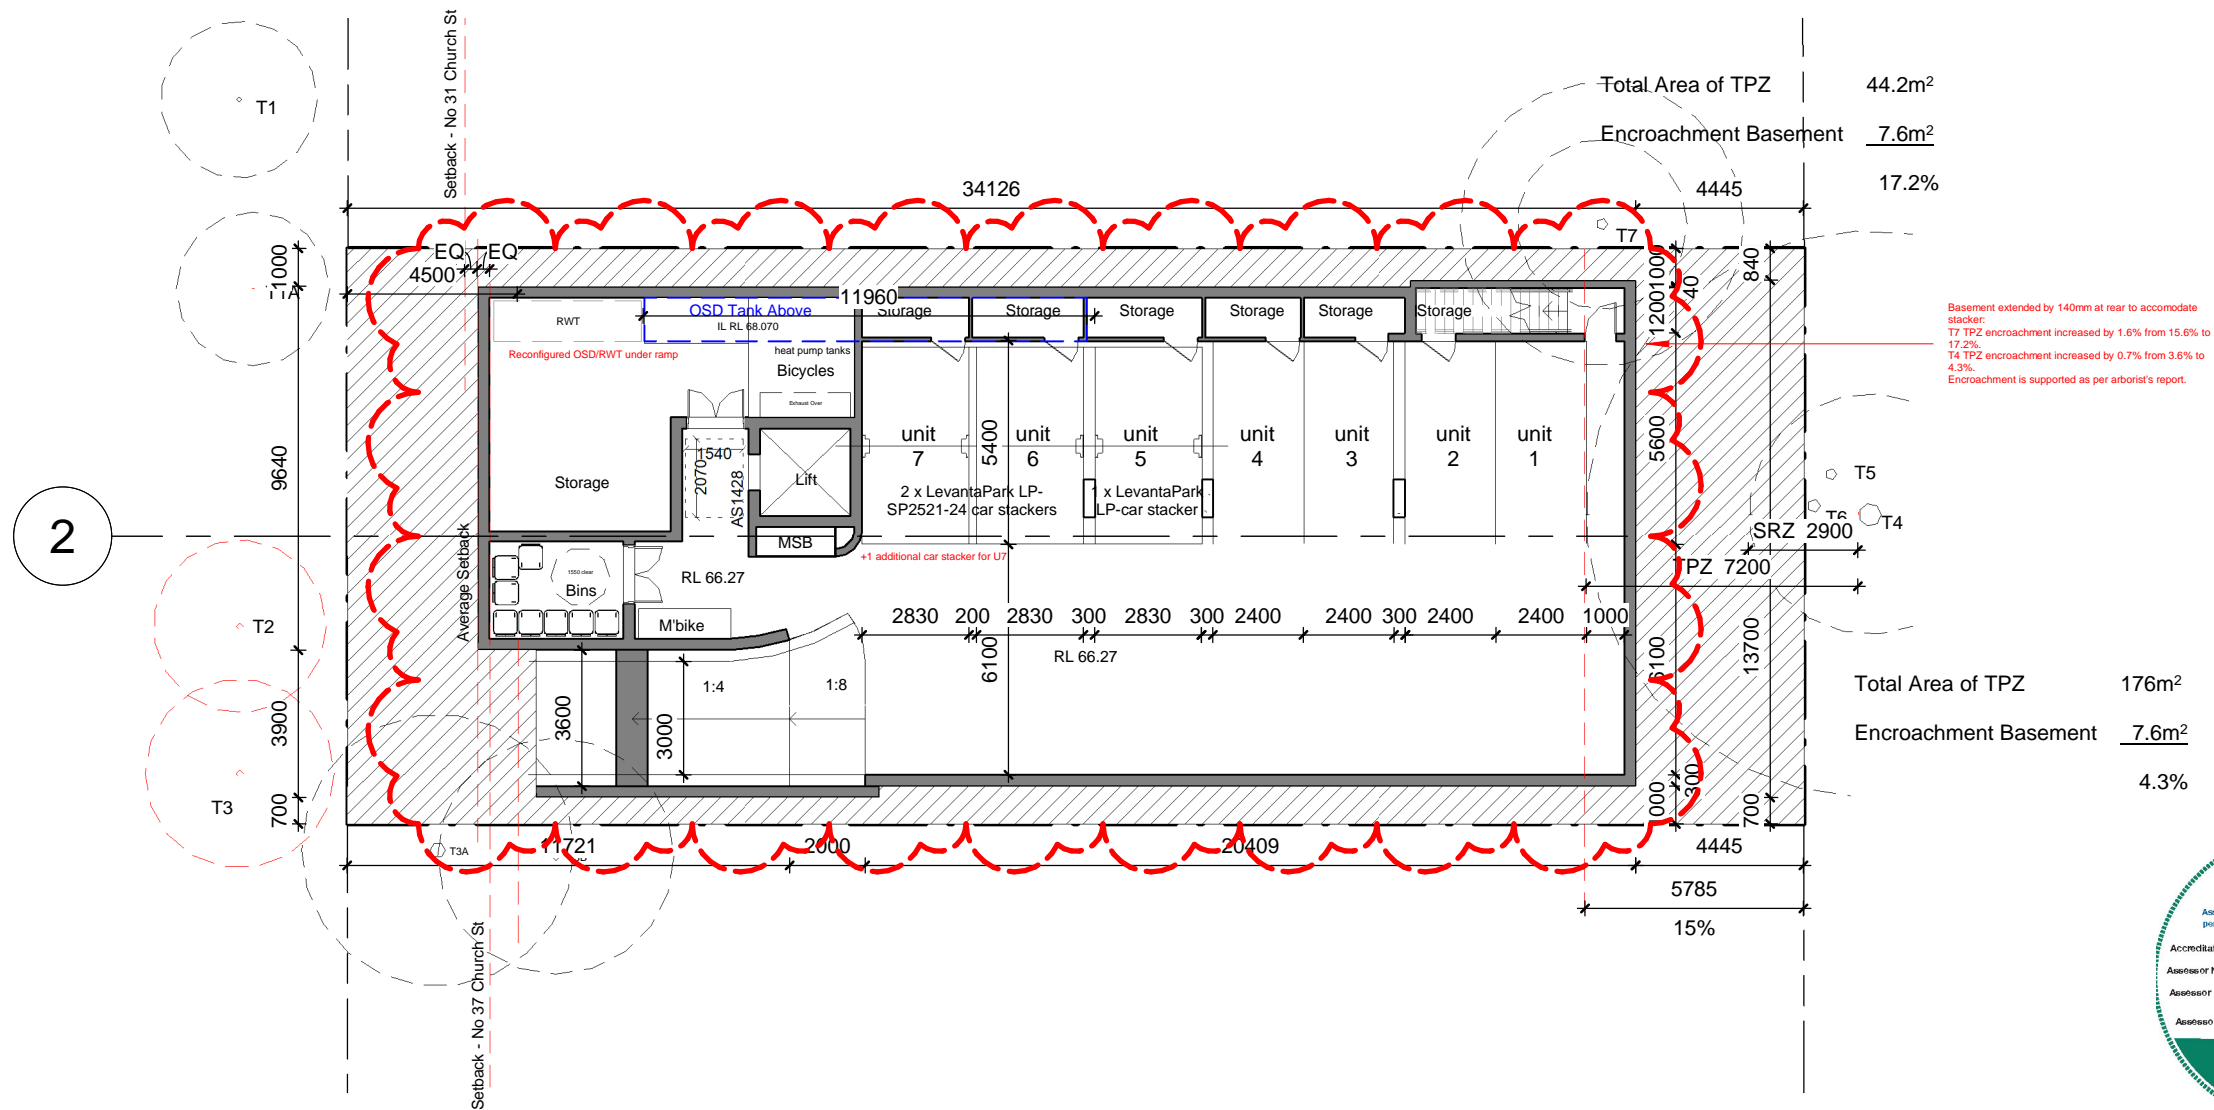 Setback - No 31 Church St
T1
Total Area of TPZ 44.2m²
Encroachment Basement 7.6m²
17.2%
34126
4445
T7
EQ EQ
4500
1000
11960
840
1000
40
1200
RWT
OSD Tank Above
IL RL 68.070
Storage
Storage
Storage
Storage
Storage
Storage
Reconfigured OSD/RWT under ramp
heat pump tanks
Bicycles
Exhaust Over
Basement extended by 140mm at rear to accomodate
stacker:
T7 TPZ encroachment increased by 1.6% from 15.6% to
17.2%.
T4 TPZ encroachment increased by 0.7% from 3.6% to
4.3%.
Encroachment is supported as per arborist's report.
9640
Storage
1540
2070
AS1428
Lift
unit
7
unit
6
unit
5
unit
4
unit
3
unit
2
unit
1
5400
5600
2 x LevantaPark LP-
SP2521-24 car stackers
1 x LevantaPark
LP-car stacker
T5
T6
T4
SRZ 2900
TPZ 7200
2
MSB
+1 additional car stacker for U7
RL 66.27
1550 clear
Bins
M'bike
Average Setback
T2
2830 200 2830 300 2830 300 2400 2400 300 2400 2400 1000
RL 66.27
6100
6100
13700
1:4
1:8
3600
3000
3900
T3
700
Total Area of TPZ 176m²
Encroachment Basement 7.6m²
4.3%
300
700
T3A
11721
2000
20409
4445
5785
15%
Setback - No 37 Church St